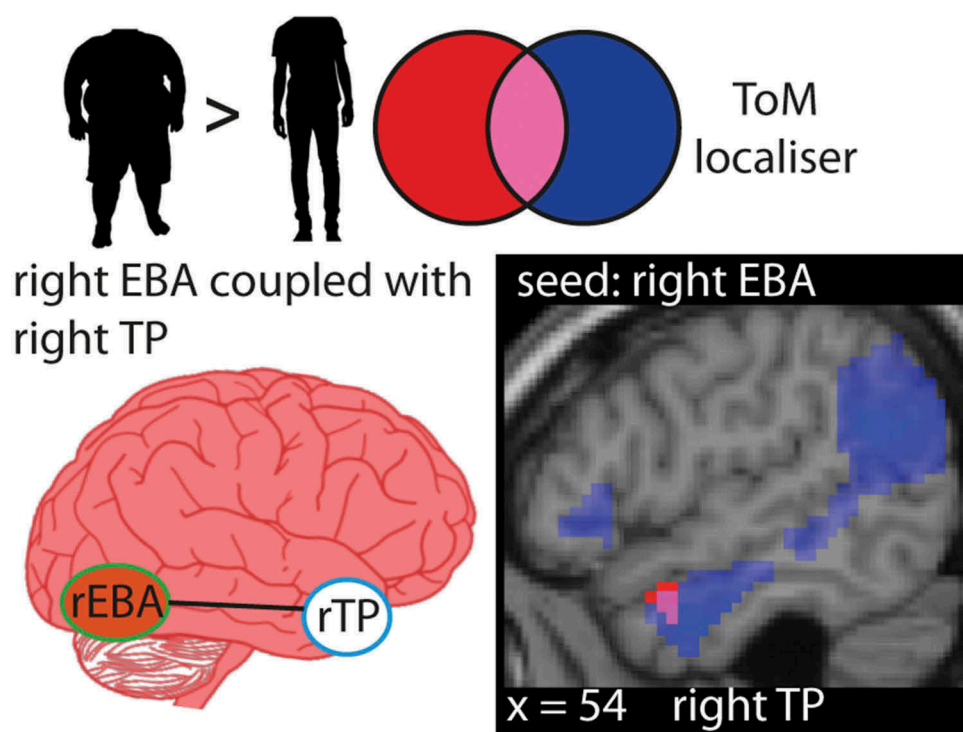 >
ToM
localiser
right EBA coupled with
right TP
seed: right EBA
rEBA
rTP
x = 54 right TP